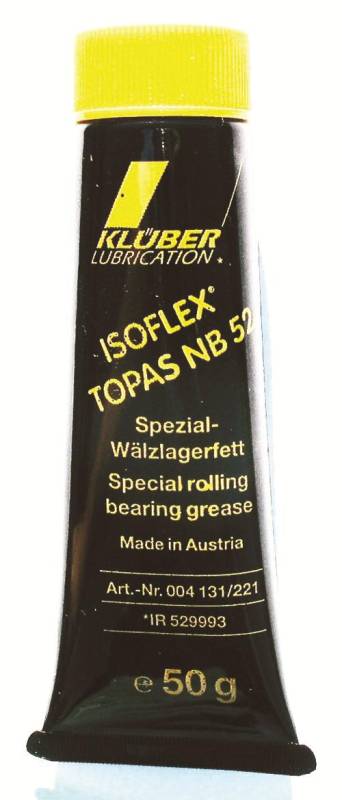 KLÜBER
LUBRICATION *
ISOFLEX®
TOPAS NB 52
Spezial-
Wälzlagerfett
Special rolling
bearing grease
Made in Austria
Art.-Nr. 004 131/221
*IR 529993
℮ 50 g